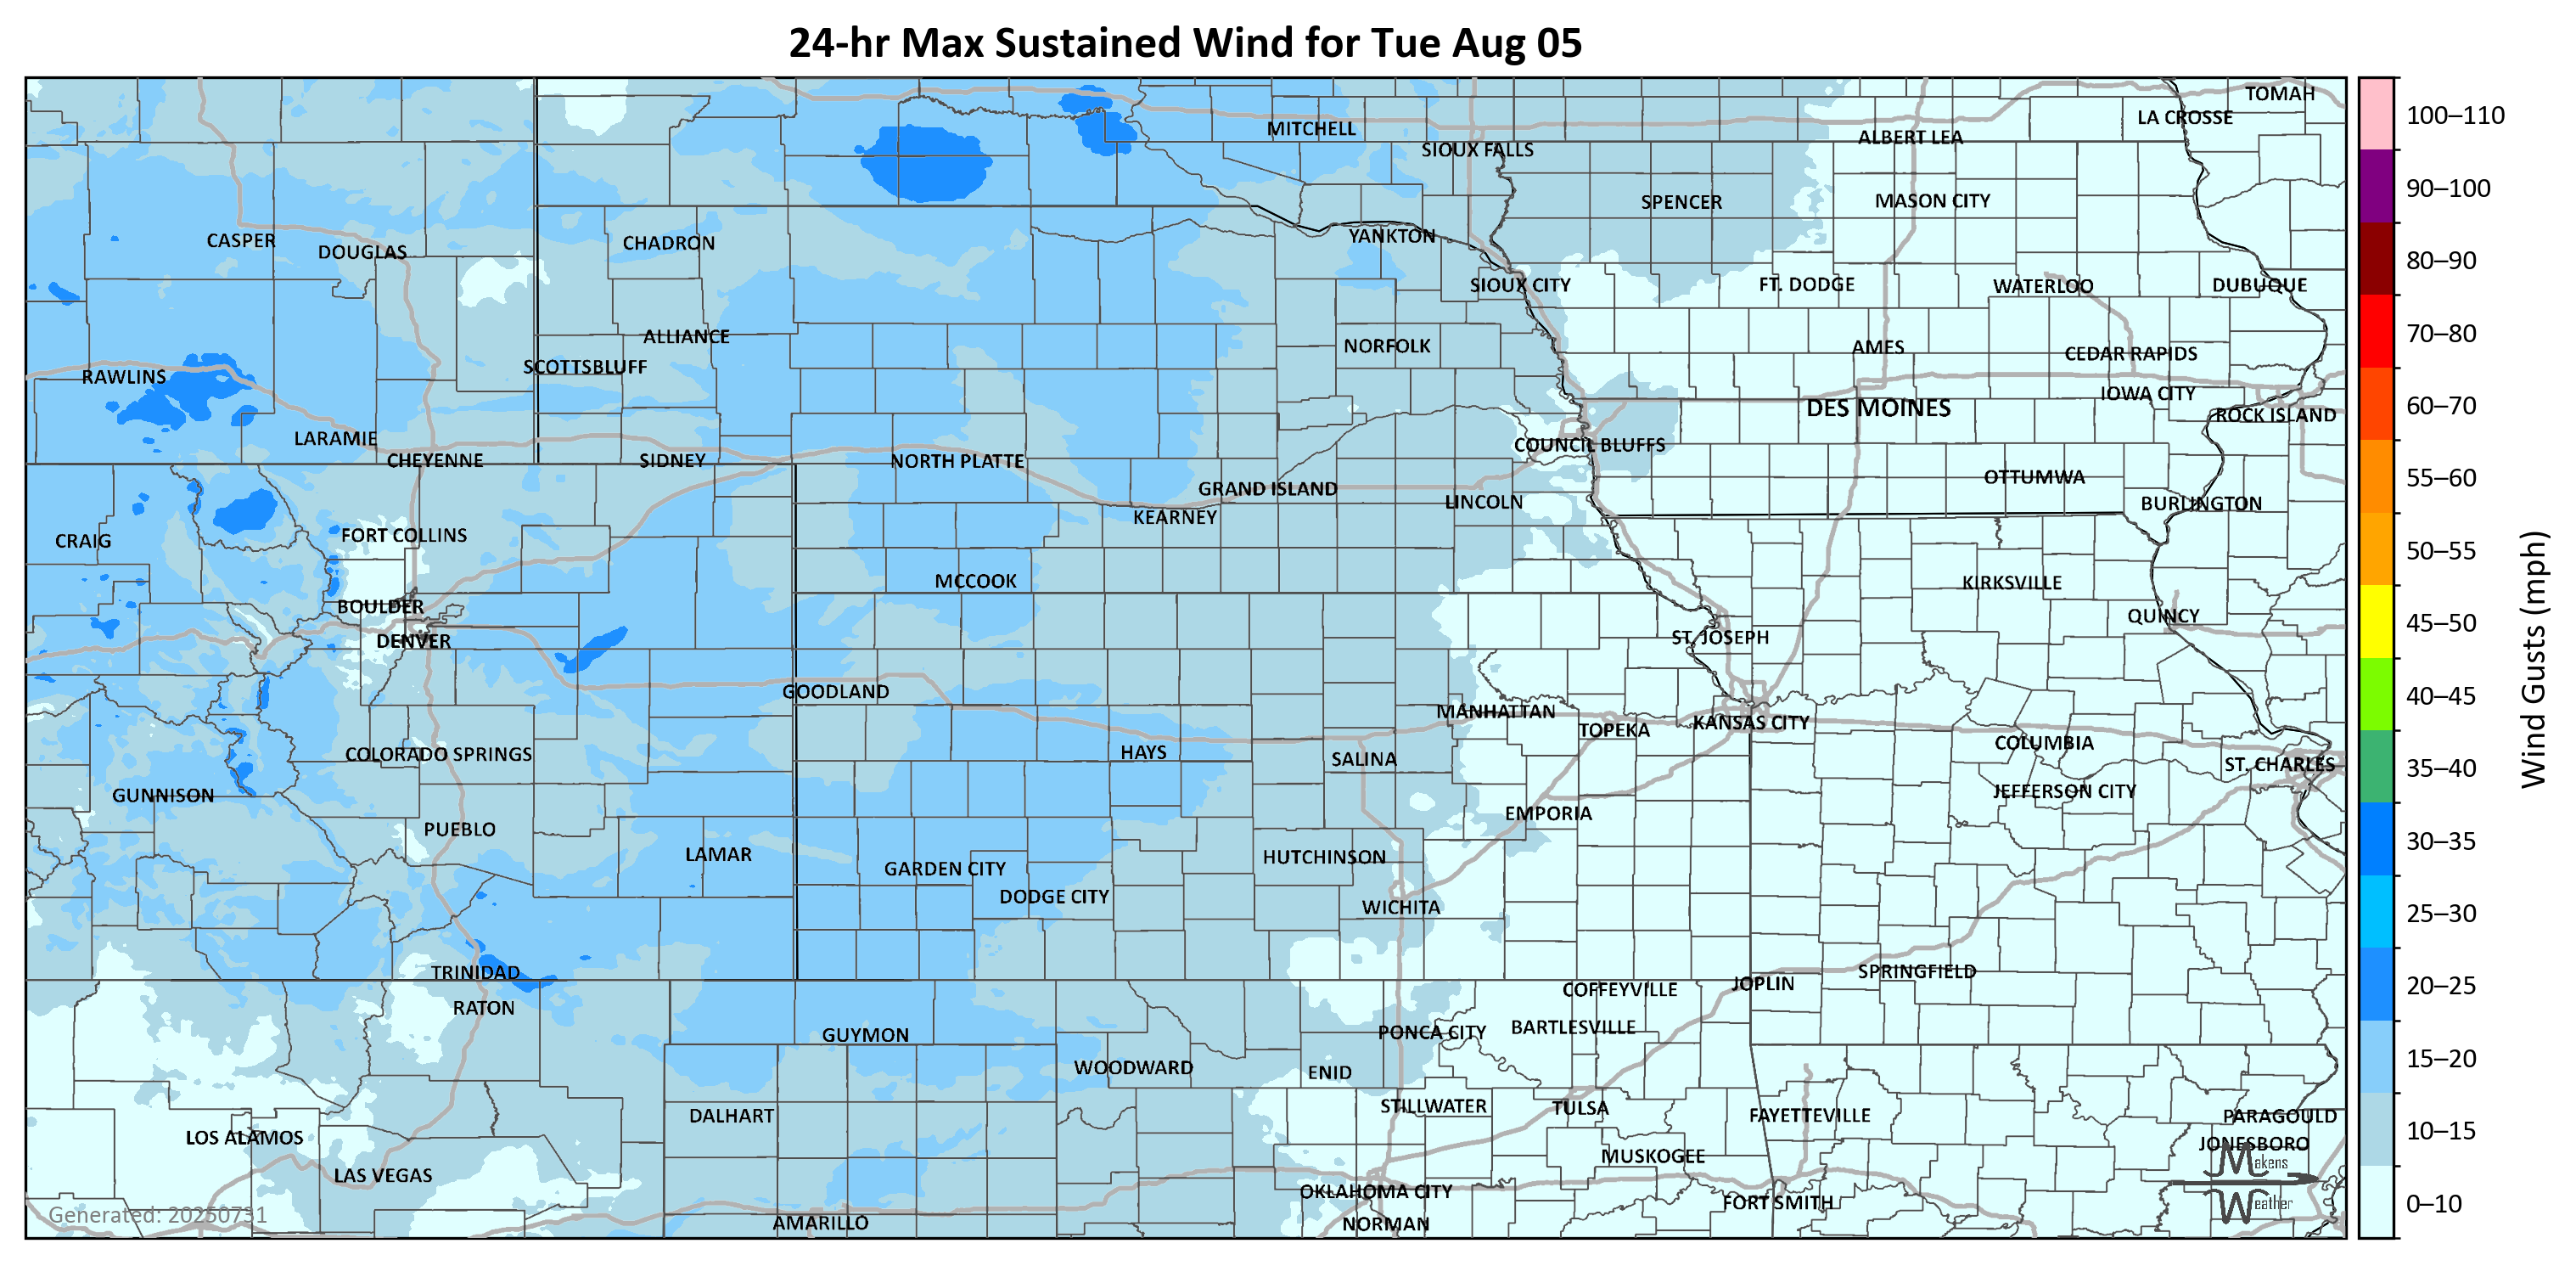 24-hr Max Sustained Wind for Tue Aug 05
TOMAH
LA CROSSE
MITCHELL
ALBERT LEA
SIOUX FALLS
SPENCER
MASON CITY
CASPER
DOUGLAS
CHADRON
YANKTON
SIOUX CITY
FT. DODGE
WATERLOO
DUBUQUE
ALLIANCE
NORFOLK
AMES
CEDAR RAPIDS
SCOTTSBLUFF
RAWLINS
IOWA CITY
DES MOINES
ROCK ISLAND
LARAMIE
COUNCIL BLUFFS
CHEYENNE
SIDNEY
NORTH PLATTE
OTTUMWA
GRAND ISLAND
LINCOLN
BURLINGTON
KEARNEY
FORT COLLINS
CRAIG
MCCOOK
KIRKSVILLE
BOULDER
QUINCY
DENVER
ST. JOSEPH
GOODLAND
MANHATTAN
TOPEKA
KANSAS CITY
COLUMBIA
COLORADO SPRINGS
HAYS
SALINA
ST. CHARLES
GUNNISON
JEFFERSON CITY
EMPORIA
PUEBLO
LAMAR
HUTCHINSON
GARDEN CITY
DODGE CITY
WICHITA
TRINIDAD
SPRINGFIELD
JOPLIN
COFFEYVILLE
RATON
BARTLESVILLE
GUYMON
PONCA CITY
WOODWARD
ENID
STILLWATER
TULSA
DALHART
FAYETTEVILLE
PARAGOULD
LOS ALAMOS
JONESBORO
MUSKOGEE
LAS VEGAS
OKLAHOMA CITY
FORT SMITH
AMARILLO
NORMAN
Generated: 20250731
Makens
Weather
100–110
90–100
80–90
70–80
60–70
55–60
50–55
45–50
40–45
35–40
30–35
25–30
20–25
15–20
10–15
0–10
Wind Gusts (mph)